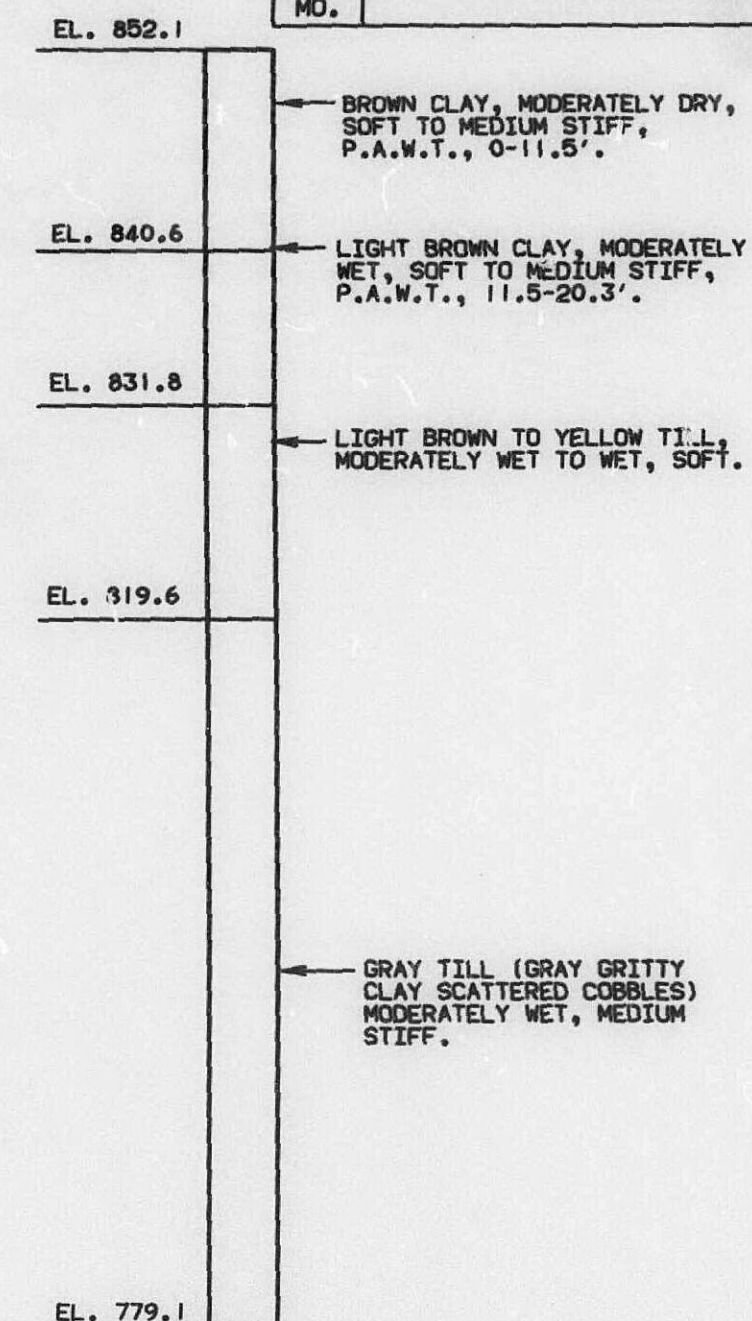 MO.
EL. 852.1
BROWN CLAY, MODERATELY DRY,
SOFT TO MEDIUM STIFF,
P.A.W.T., 0-11.5'.
EL. 840.6
LIGHT BROWN CLAY, MODERATELY
WET, SOFT TO MEDIUM STIFF,
P.A.W.T., 11.5-20.3'.
EL. 831.8
LIGHT BROWN TO YELLOW TILL,
MODERATELY WET TO WET, SOFT.
EL. 819.6
GRAY TILL (GRAY GRITTY
CLAY SCATTERED COBBLES)
MODERATELY WET, MEDIUM
STIFF.
EL. 779.1